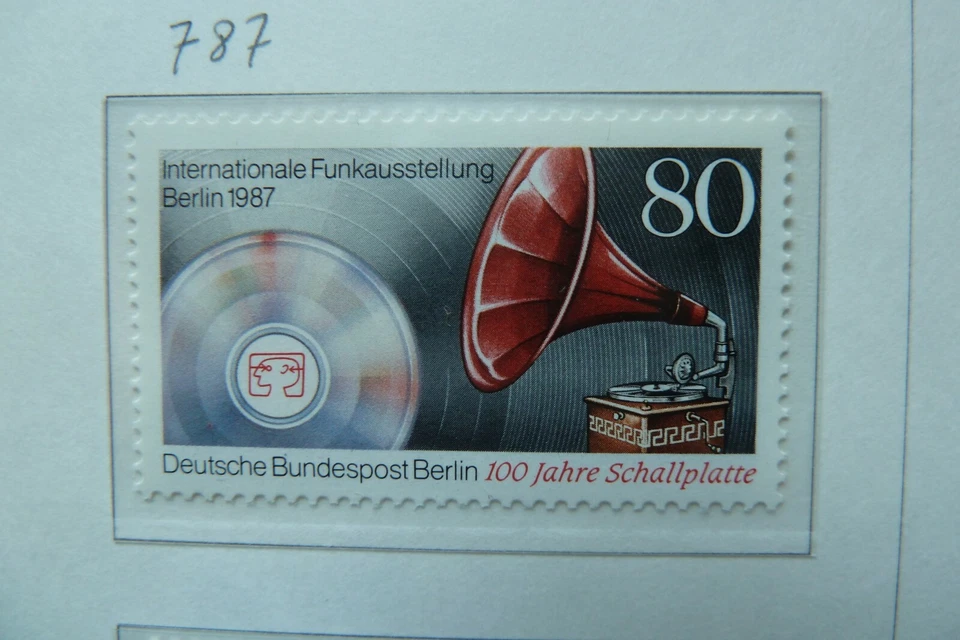 787
Internationale Funkausstellung
Berlin 1987
80
Deutsche Bundespost Berlin 100 Jahre Schallplatte